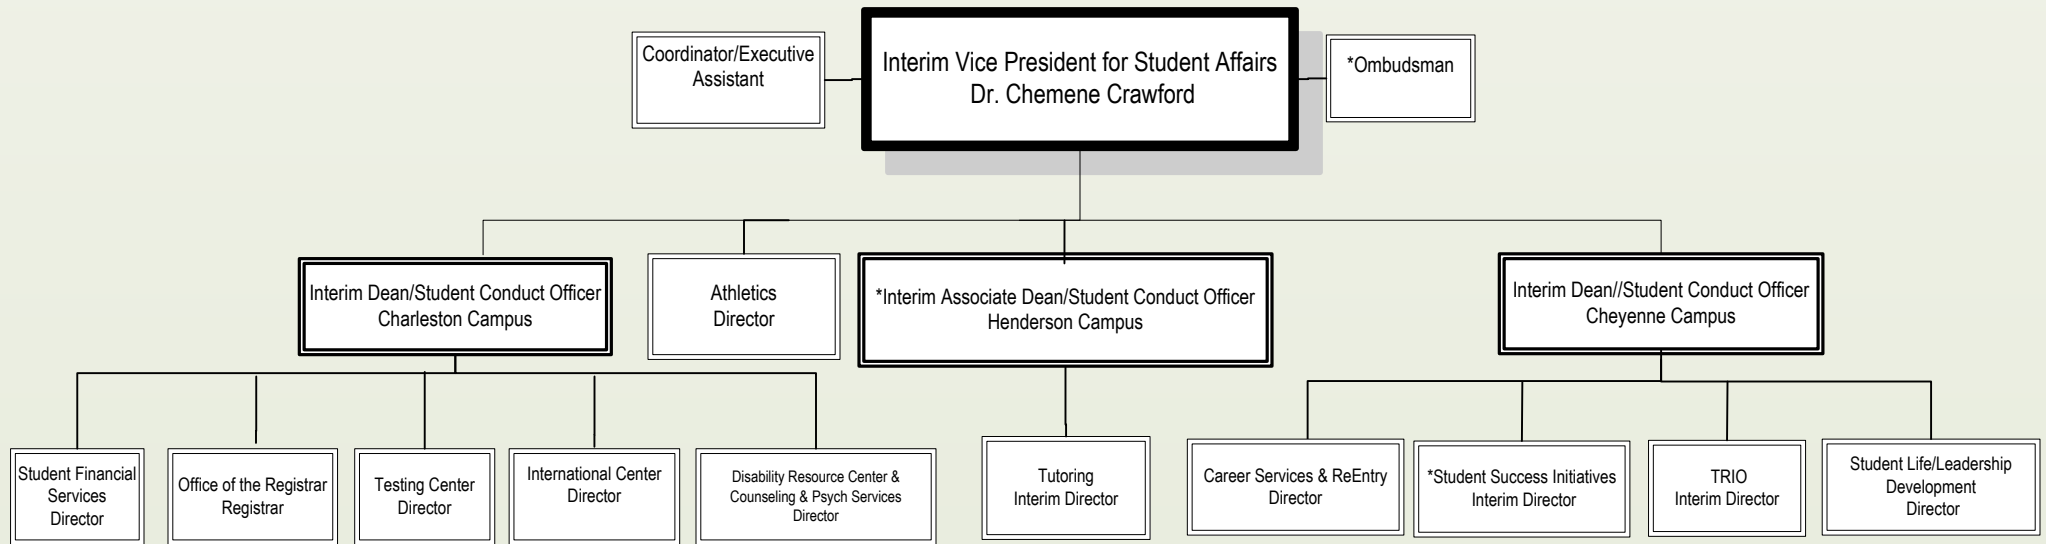 Coordinator/Executive
Assistant
Interim Vice President for Student Affairs
Dr. Chemene Crawford
*Ombudsman
Interim Dean/Student Conduct Officer
Charleston Campus
Athletics
Director
*Interim Associate Dean/Student Conduct Officer
Henderson Campus
Interim Dean//Student Conduct Officer
Cheyenne Campus
Student Financial
Services
Director
Office of the Registrar
Registrar
Testing Center
Director
International Center
Director
Disability Resource Center &
Counseling & Psych Services
Director
Tutoring
Interim Director
Career Services & ReEntry
Director
*Student Success Initiatives
Interim Director
TRIO
Interim Director
Student Life/Leadership
Development
Director